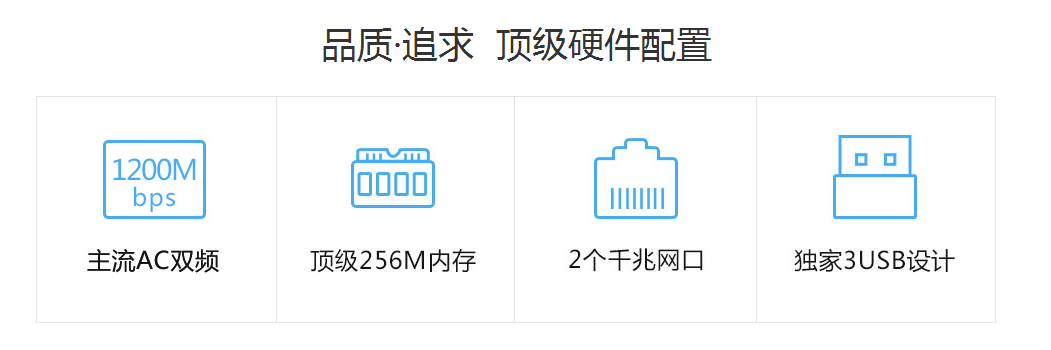 品质·追求 顶级硬件配置
1200M
bps
主流AC双频
顶级256M内存
2个千兆网口
独家3USB设计